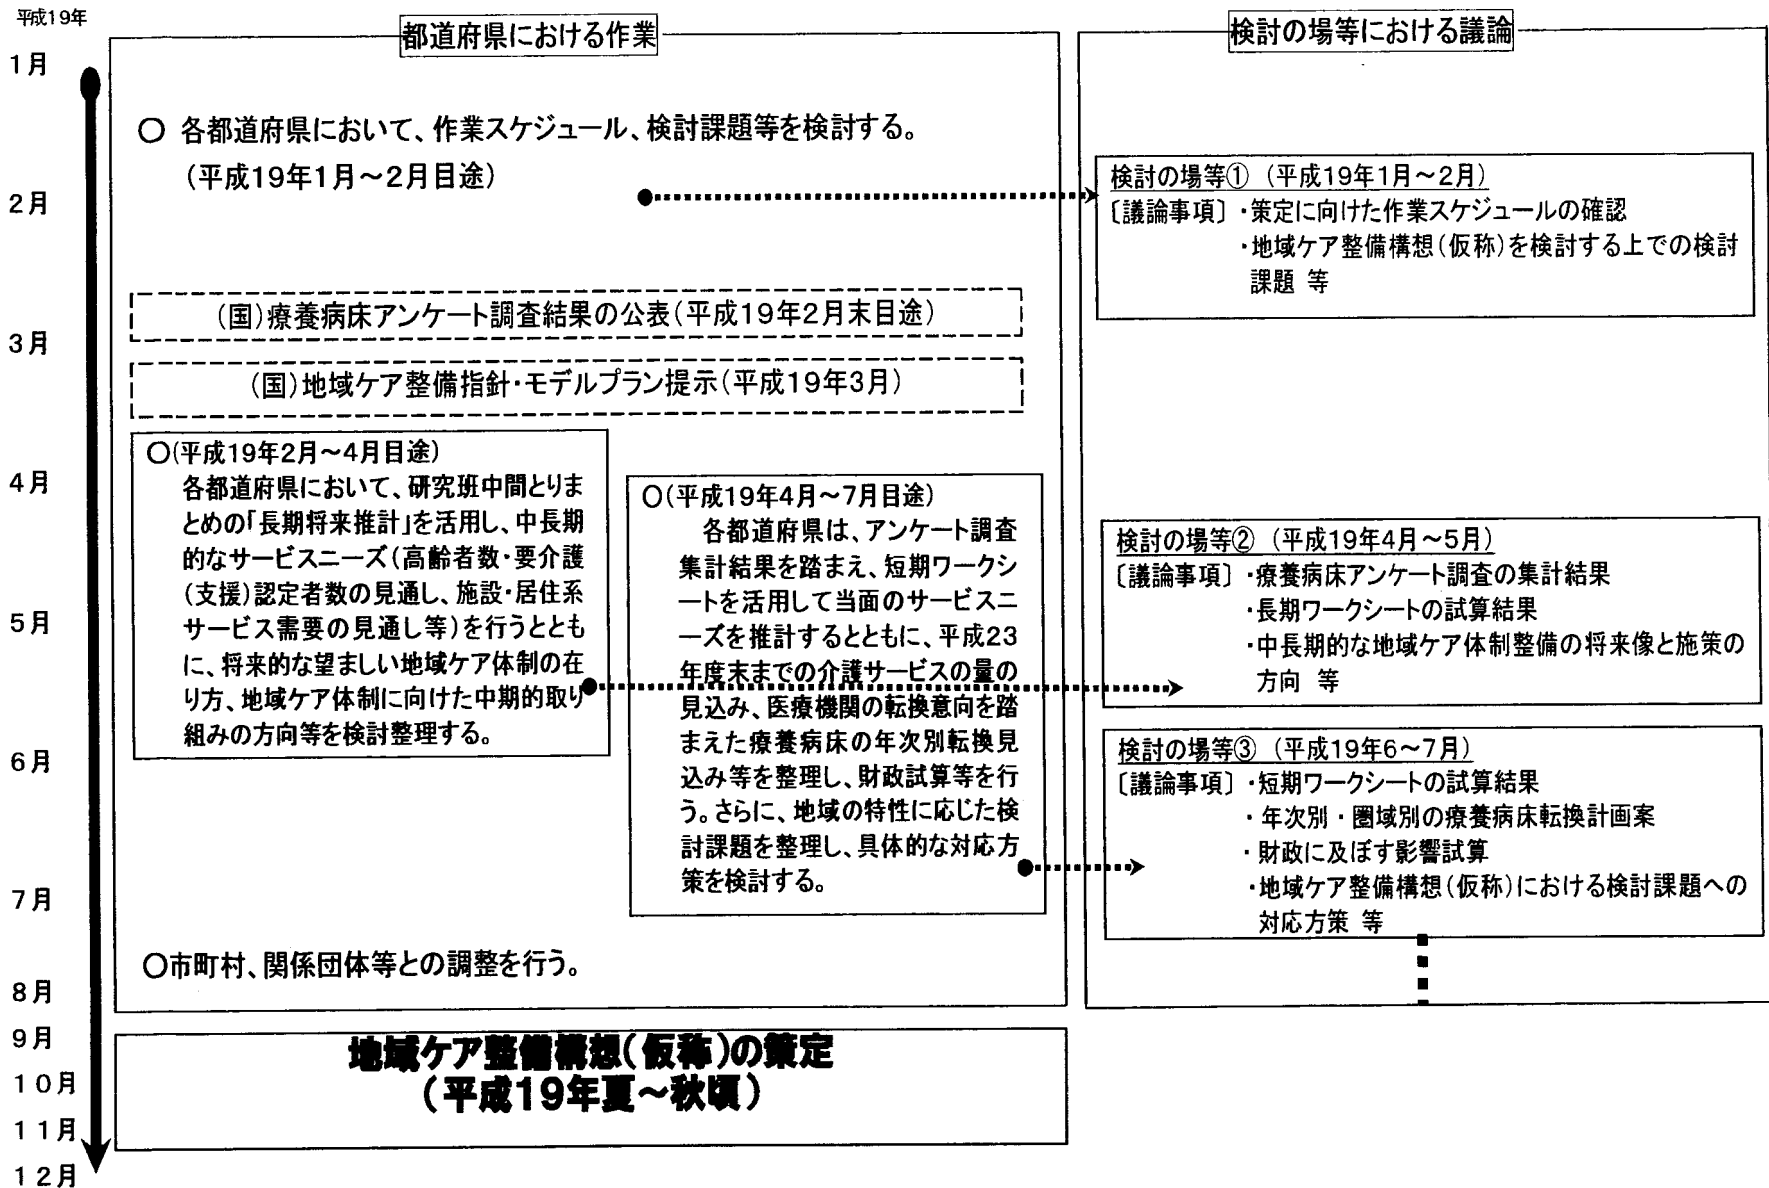 平成19年
1月
2月
3月
4月
5月
6月
7月
8月
9月
10月
11月
12月
都道府県における作業
○ 各都道府県において、作業スケジュール、検討課題等を検討する。
(平成19年1月～2月目途)
(国)療養病床アンケート調査結果の公表(平成19年2月末目途)
(国)地域ケア整備指針・モデルプラン提示(平成19年3月)
○(平成19年2月～4月目途)
各都道府県において、研究班中間とりま
とめの「長期将来推計」を活用し、中長期
的なサービスニーズ(高齢者数・要介護
(支援)認定者数の見通し、施設・居住系
サービス需要の見通し等)を行うととも
に、将来的な望ましい地域ケア体制の在
り方、地域ケア体制に向けた中期的取り
組みの方向等を検討整理する。
○(平成19年4月～7月目途)
各都道府県は、アンケート調査
集計結果を踏まえ、短期ワークシ
ートを活用して当面のサービスニ
ーズを推計するとともに、平成23
年度末までの介護サービスの量の
見込み、医療機関の転換意向を踏
まえた療養病床の年次別転換見
込み等を整理し、財政試算等を行
う。さらに、地域の特性に応じた検
討課題を整理し、具体的な対応方
策を検討する。
○市町村、関係団体等との調整を行う。
地域ケア整備構想(仮称)の策定
(平成19年夏～秋頃)
検討の場等における議論
検討の場等① (平成19年1月～2月)
〔議論事項〕・策定に向けた作業スケジュールの確認
・地域ケア整備構想(仮称)を検討する上での検討
課題 等
検討の場等② (平成19年4月～5月)
〔議論事項〕・療養病床アンケート調査の集計結果
・長期ワークシートの試算結果
・中長期的な地域ケア体制整備の将来像と施策の
方向 等
検討の場等③ (平成19年6～7月)
〔議論事項〕・短期ワークシートの試算結果
・年次別・圏域別の療養病床転換計画案
・財政に及ぼす影響試算
・地域ケア整備構想(仮称)における検討課題への
対応方策 等